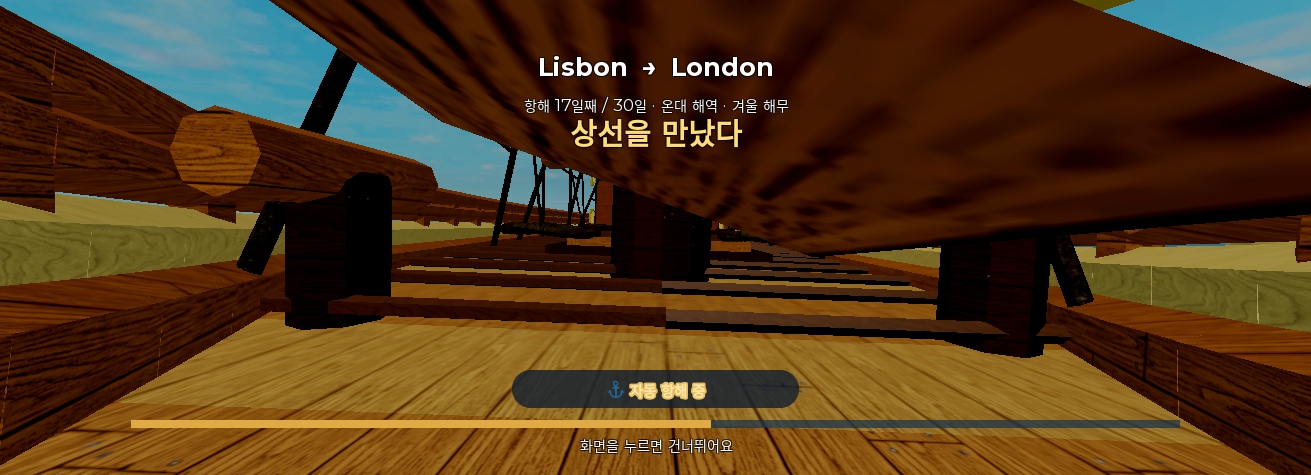 Lisbon → London
항해 17일째 / 30일 · 온대 해역 · 겨울 해무
상선을 만났다
⚓ 자동 항해 중
화면을 누르면 건너뛰어요